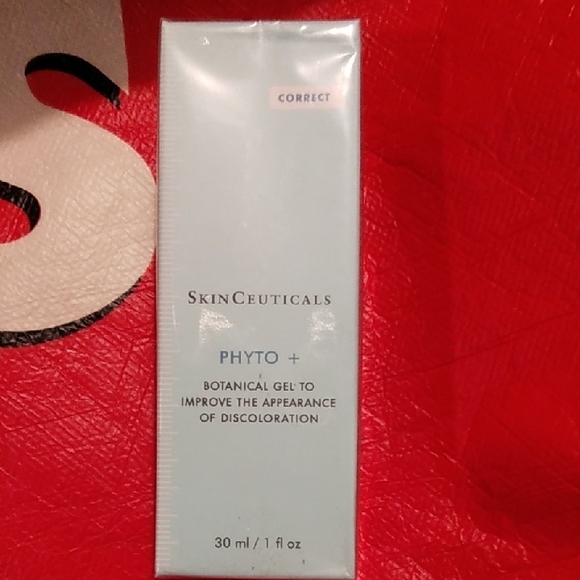 CORRECT
SKINCEUTICALS
PHYTO +
BOTANICAL GEL TO
IMPROVE THE APPEARANCE
OF DISCOLORATION
30 ml / 1 fl oz